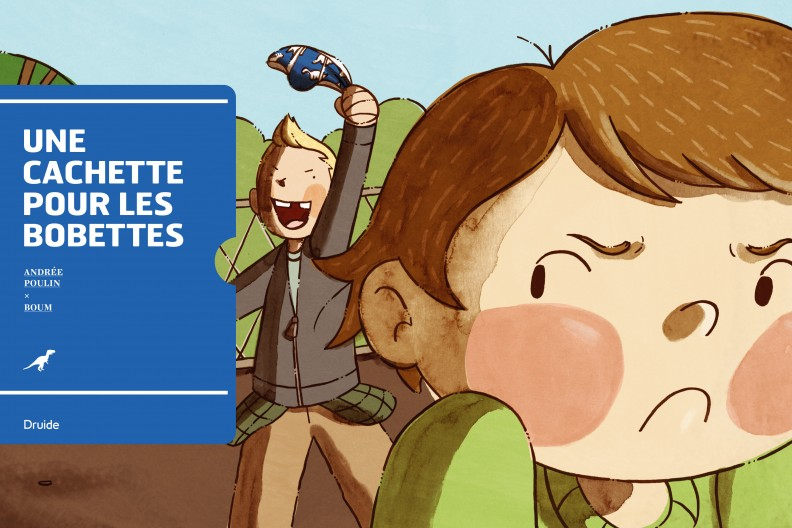 UNE
CACHETTE
POUR LES
BOBETTES
ANDRÉE
POULIN
×
BOUM
Druide